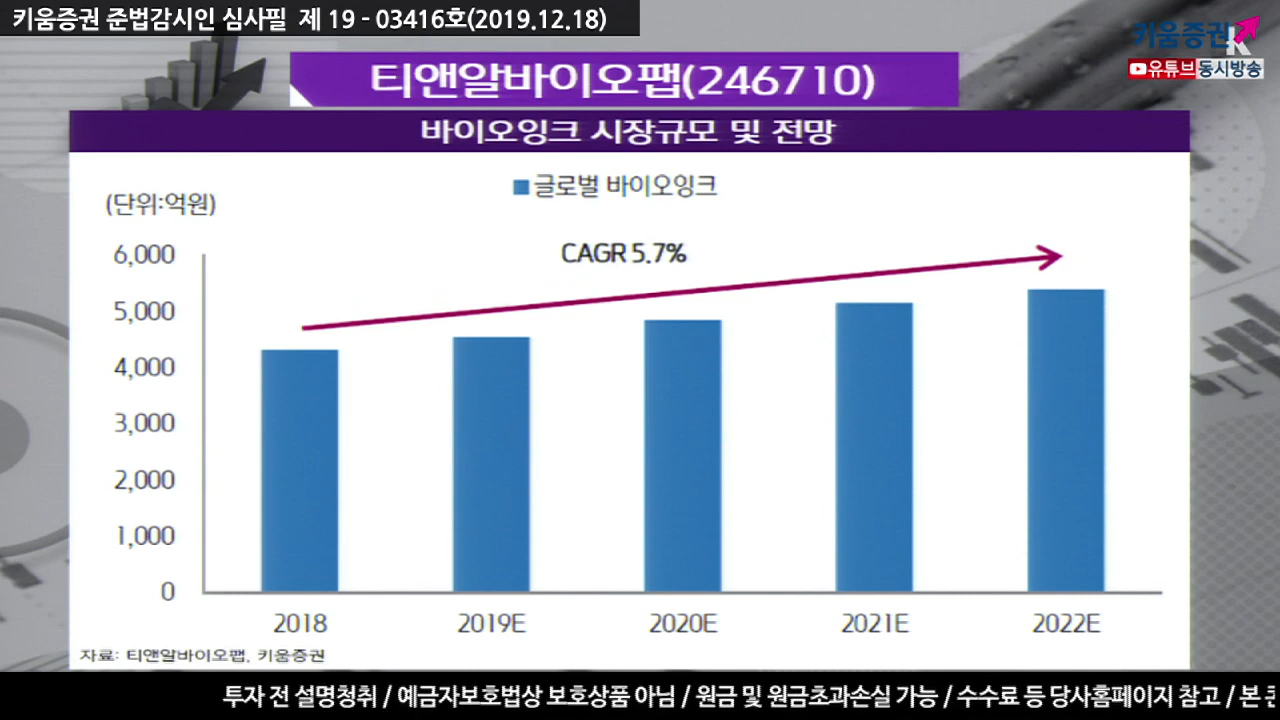 키움증권 준법감시인 심사필 제 19 - 03416호(2019.12.18)
키움증권
유튜브 동시방송
티앤알바이오팹(246710)
바이오잉크 시장규모 및 전망
글로벌 바이오잉크
(단위:억원)
CAGR 5.7%
6,000
5,000
4,000
3,000
2,000
1,000
0
2018 2019E 2020E 2021E 2022E
자료: 티앤알바이오팹, 키움증권
투자 전 설명청취 / 예금자보호법상 보호상품 아님 / 원금 및 원금초과손실 가능 / 수수료 등 당사홈페이지 참고 / 본